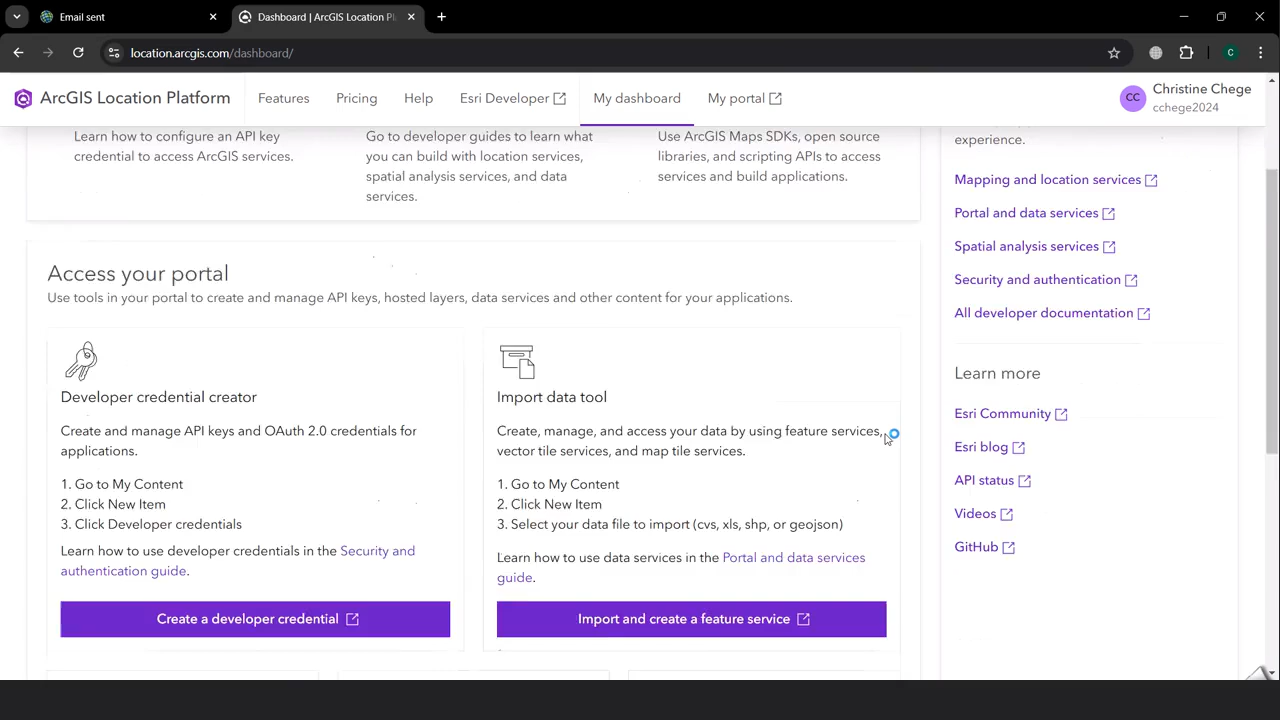 Email sent
Dashboard | ArcGIS Location Pl
location.arcgis.com/dashboard/
C
ArcGIS Location Platform
Features
Pricing
Help
Esri Developer
My dashboard
My portal
CC
Christine Chege
cchege2024
Learn how to configure an API key
credential to access ArcGIS services.
Go to developer guides to learn what
you can build with location services,
spatial analysis services, and data
services.
Use ArcGIS Maps SDKs, open source
libraries, and scripting APIs to access
services and build applications.
Access your portal
Use tools in your portal to create and manage API keys, hosted layers, data services and other content for your applications.
Developer credential creator
Create and manage API keys and OAuth 2.0 credentials for
applications.
1. Go to My Content
2. Click New Item
3. Click Developer credentials
Learn how to use developer credentials in the Security and
authentication guide.
Create a developer credential
Import data tool
Create, manage, and access your data by using feature services,
vector tile services, and map tile services.
1. Go to My Content
2. Click New Item
3. Select your data file to import (cvs, xls, shp, or geojson)
Learn how to use data services in the Portal and data services
guide.
Import and create a feature service
experience.
Mapping and location services
Portal and data services
Spatial analysis services
Security and authentication
All developer documentation
Learn more
Esri Community
Esri blog
API status
Videos
GitHub